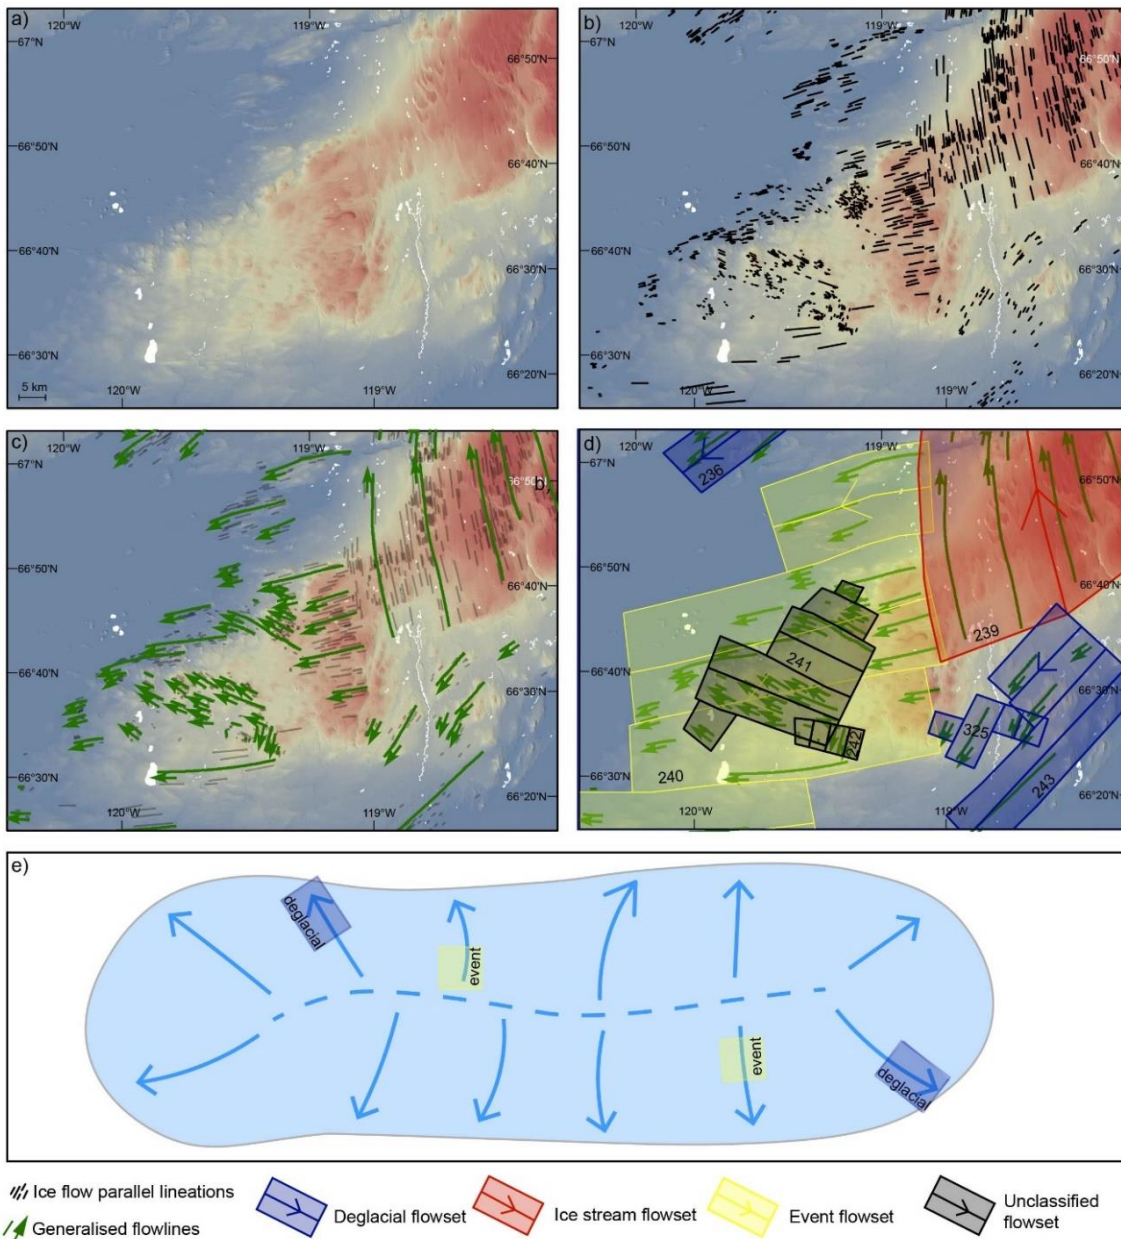 a)
120°W
119°W
67°N
66°50'N
66°50'N
66°40'N
66°40'N
66°30'N
66°30'N
66°20'N
5 km
120°W
119°W
b)
120°W
119°W
67°N
66°50'N
66°50'N
66°40'N
66°40'N
66°30'N
66°30'N
66°20'N
120°W
119°W
c)
120°W
119°W
67°N
66°50'N
b,
66°50'N
66°40'N
66°40'N
66°30'N
66°30'N
66°20'N
120°W
119°W
d)
120°W
119°W
67°N
236
66°50'N
66°50'N
66°40'N
239
66°40'N
241
66°30'N
325
242
66°30'N
240
243
66°20'N
120°W
119°W
e)
deglacial
event
event
deglacial
Ice flow parallel lineations
Generalised flowlines
Deglacial flowset
Ice stream flowset
Event flowset
Unclassified
flowset